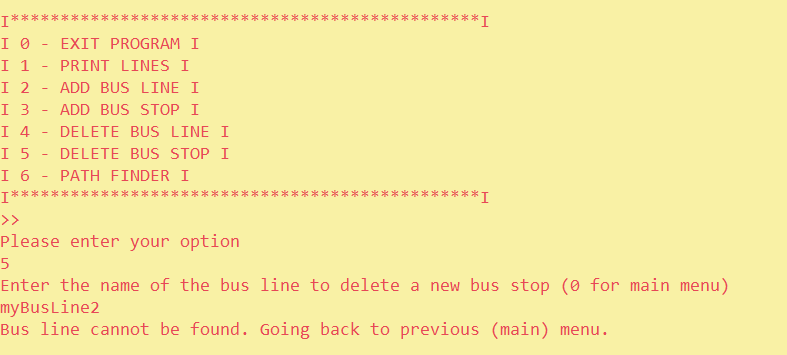 I***********************************************I
I 0 - EXIT PROGRAM I
I 1 - PRINT LINES I
I 2 - ADD BUS LINE I
I 3 - ADD BUS STOP I
I 4 - DELETE BUS LINE I
I 5 - DELETE BUS STOP I
I 6 - PATH FINDER I
I***********************************************I
>>
Please enter your option
5
Enter the name of the bus line to delete a new bus stop (0 for main menu)
myBusLine2
Bus line cannot be found. Going back to previous (main) menu.